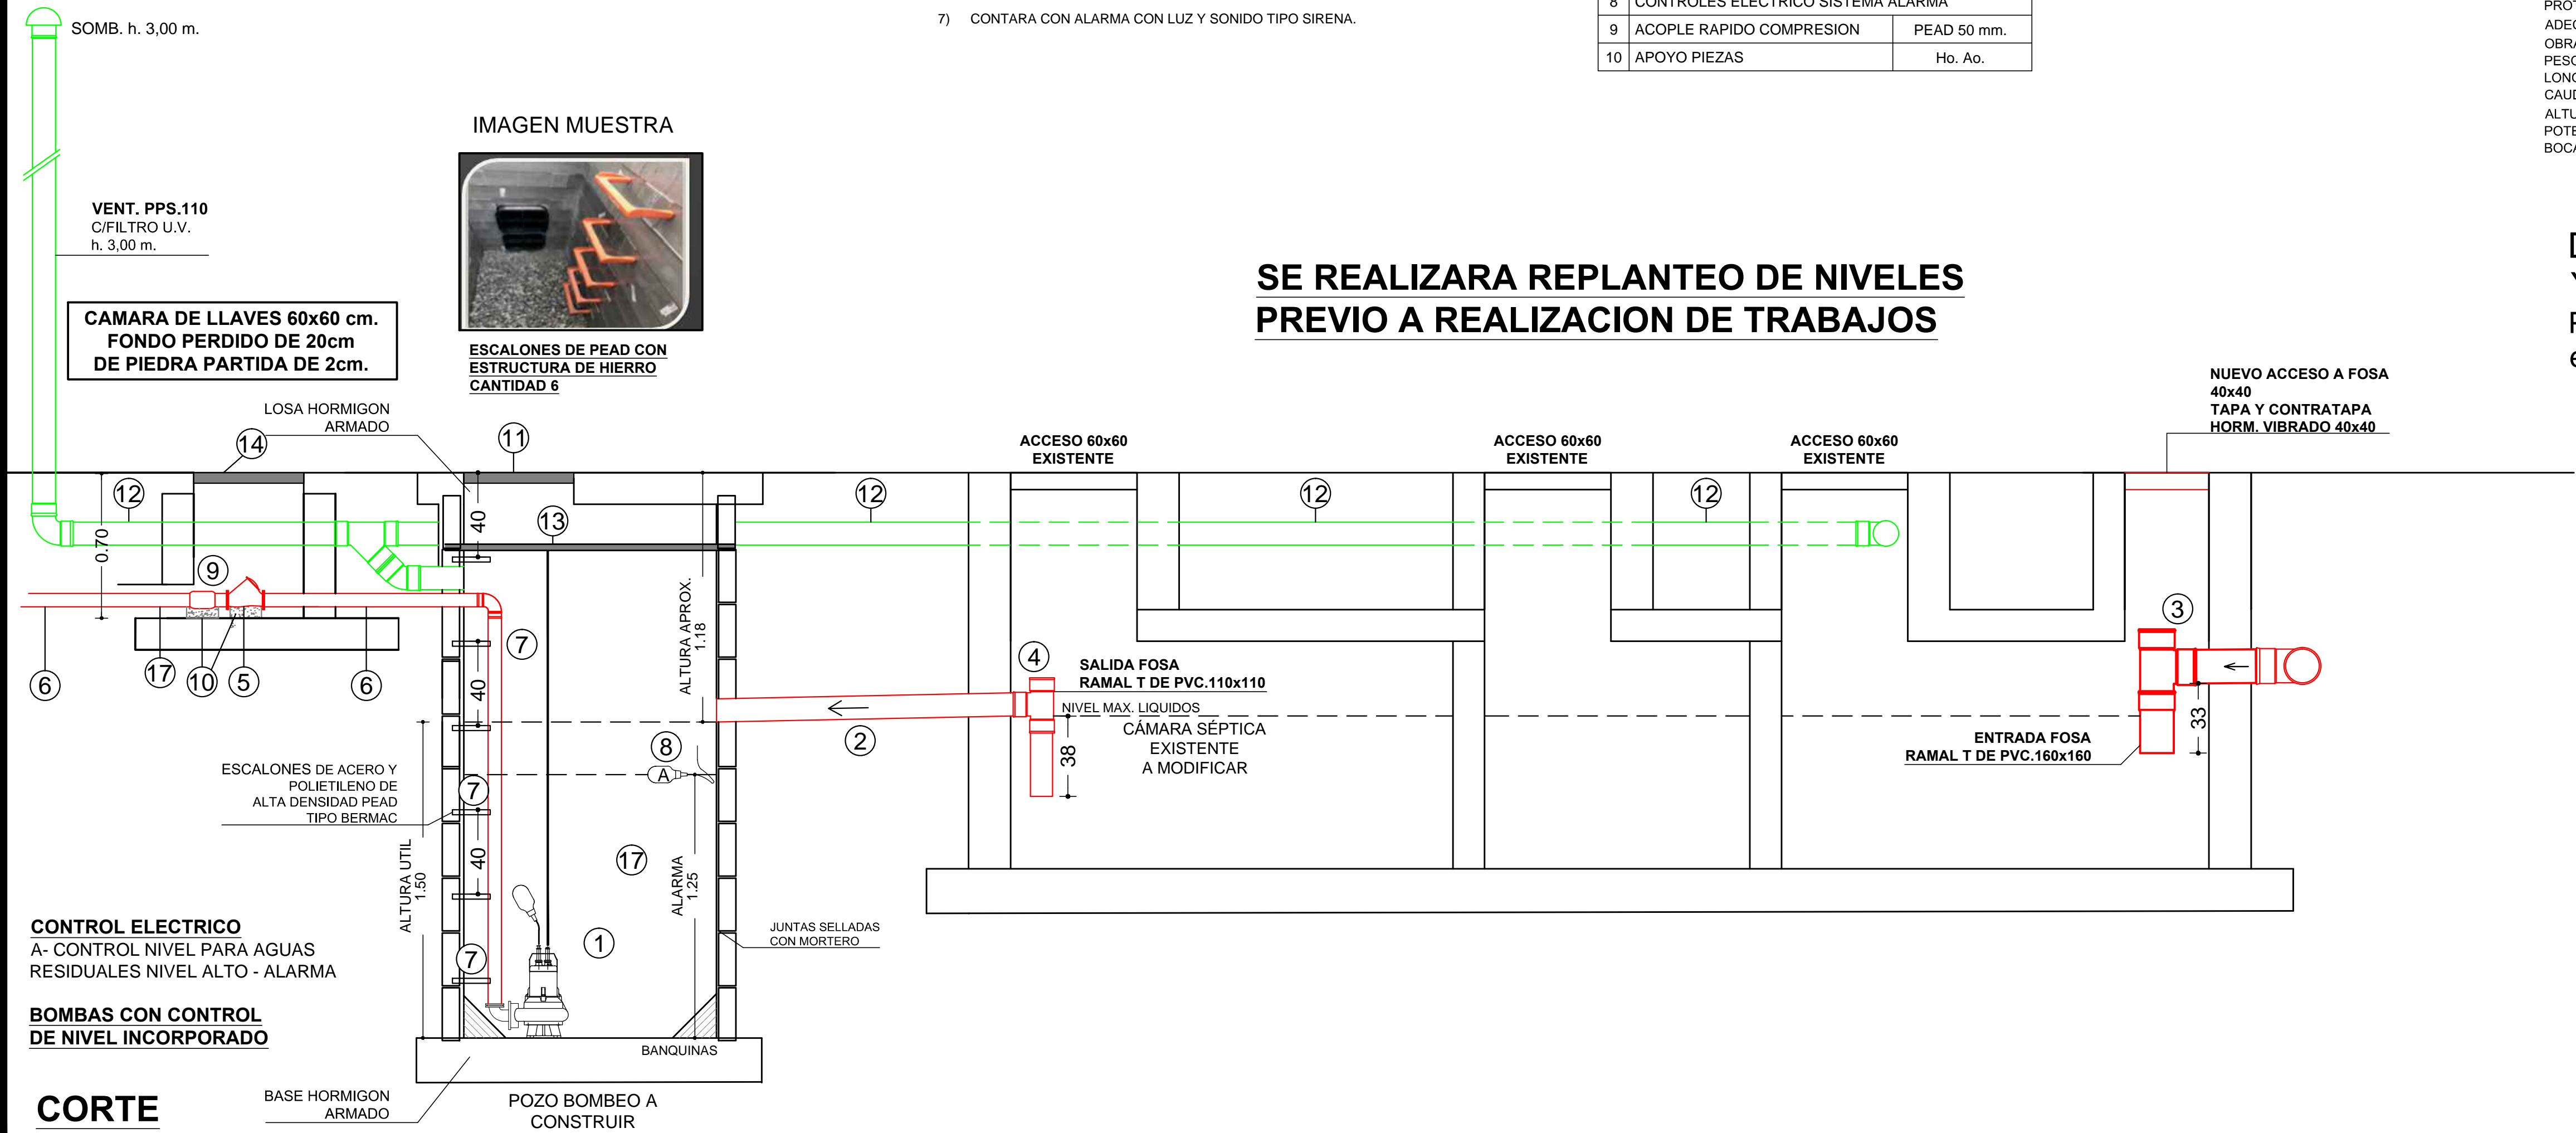 SOMB. h. 3,00 m.
7) CONTARA CON ALARMA CON LUZ Y SONIDO TIPO SIRENA.
8 CONTROLES ELECTRICO SISTEMA ALARMA
9 ACOPLE RAPIDO COMPRESION PEAD 50 mm.
10 APOYO PIEZAS Ho. Ao.
IMAGEN MUESTRA
VENT. PPS.110
C/FILTRO U.V.
h. 3,00 m.
CAMARA DE LLAVES 60x60 cm.
FONDO PERDIDO DE 20cm
DE PIEDRA PARTIDA DE 2cm.
ESCALONES DE PEAD CON
ESTRUCTURA DE HIERRO
CANTIDAD 6
SE REALIZARA REPLANTEO DE NIVELES
PREVIO A REALIZACION DE TRABAJOS
NUEVO ACCESO A FOSA
40x40
TAPA Y CONTRATAPA
HORM. VIBRADO 40x40
LOSA HORMIGON
ARMADO
14
11
ACCESO 60x60
EXISTENTE
ACCESO 60x60
EXISTENTE
ACCESO 60x60
EXISTENTE
12
12
12
12
40
13
0.70
9
7
ALTURA APROX.
1.18
3
4
SALIDA FOSA
RAMAL T DE PVC.110x110
6
17
10
5
6
40
NIVEL MAX. LIQUIDOS
CÁMARA SÉPTICA
EXISTENTE
A MODIFICAR
38
33
2
8
A
ENTRADA FOSA
RAMAL T DE PVC.160x160
ESCALONES DE ACERO Y
POLIETILENO DE
ALTA DENSIDAD PEAD
TIPO BERMAC
7
40
17
ALTURA UTIL
1.50
ALARMA
1.25
CONTROL ELECTRICO
A- CONTROL NIVEL PARA AGUAS
RESIDUALES NIVEL ALTO - ALARMA
1
7
JUNTAS SELLADAS
CON MORTERO
BOMBAS CON CONTROL
DE NIVEL INCORPORADO
BANQUINAS
CORTE
BASE HORMIGON
ARMADO
POZO BOMBEO A
CONSTRUIR